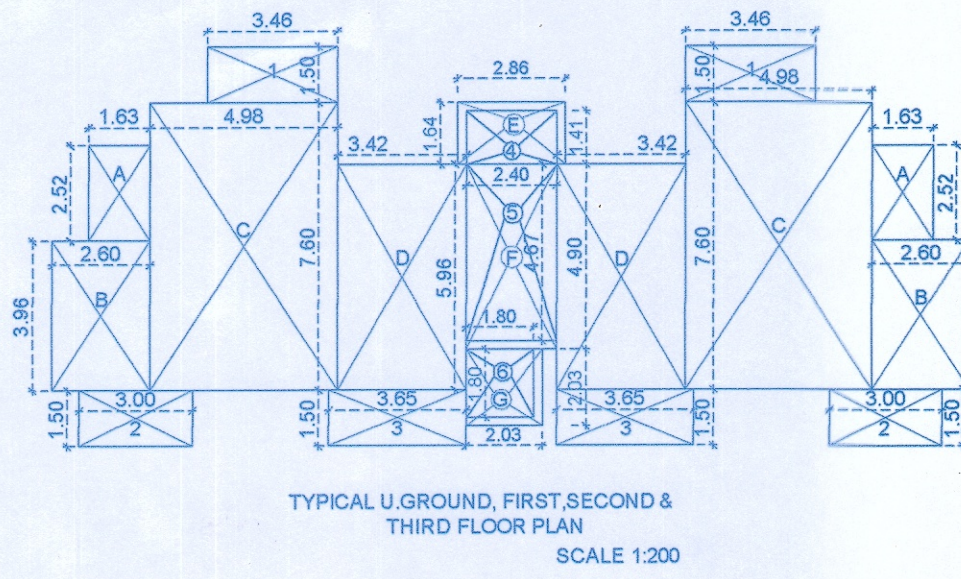 3.46 3.46
1 1.50 1.50 1
2.86 4.98
1.63 4.98 1.63
3.42 1.64 E 1.41 3.42
4
2.40
2.52 A A 2.52
5
C 7.60 D 5.96 F 4.67 4.90 D 7.60 C
2.60 2.60
3.96 B B
1.80
1.80 6 2.03
G
1.50 3.00 3.65 1.50 3.65 1.50 3.00 1.50
2 3 2.03 3 2
TYPICAL U.GROUND, FIRST,SECOND &
THIRD FLOOR PLAN
SCALE 1:200